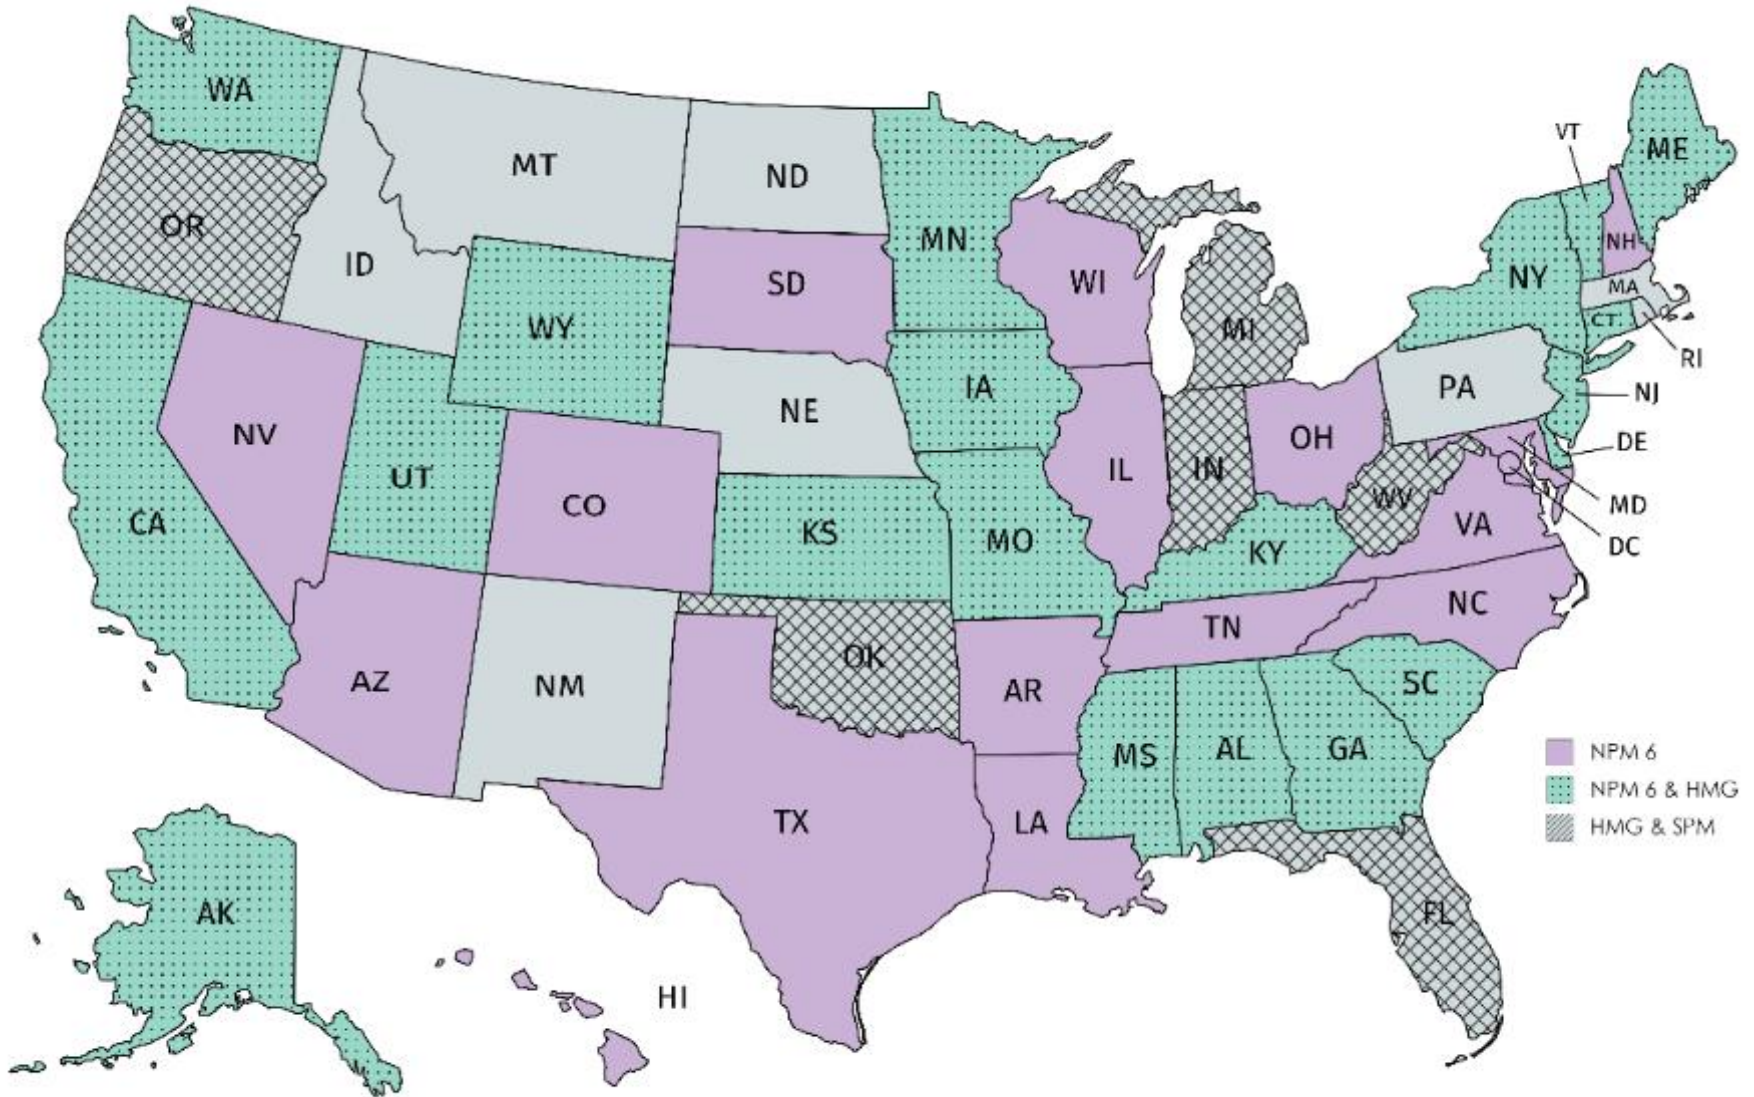 WA
MT
ND
MN
VT
ME
OR
ID
SD
WI
MI
NY
NH
MA
CT
RI
WY
NE
IA
PA
NJ
NV
UT
CO
KS
MO
IL
IN
OH
WV
VA
DE
MD
DC
CA
KY
NC
TN
AZ
NM
OK
AR
SC
MS
AL
GA
TX
LA
FL
AK
HI
NPM 6
NPM 6 & HMG
HMG & SPM